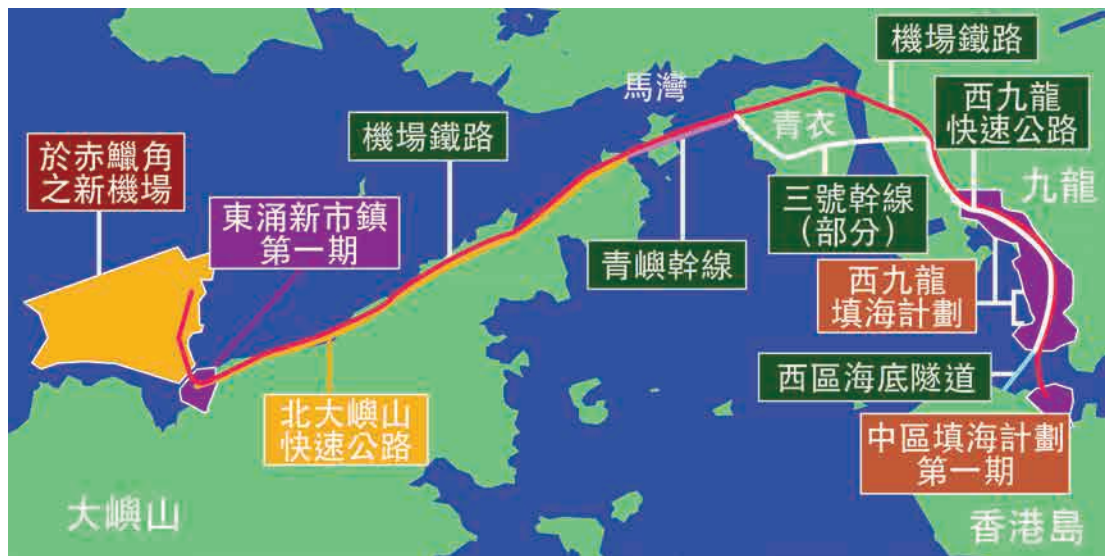 機場鐵路
馬灣
西九龍
快速公路
機場鐵路
青衣
於赤鱲角
之新機場
九龍
東涌新市鎮
第一期
三號幹線
(部分)
青嶼幹線
西九龍
填海計劃
西區海底隧道
北大嶼山
快速公路
中區填海計劃
第一期
大嶼山
香港島